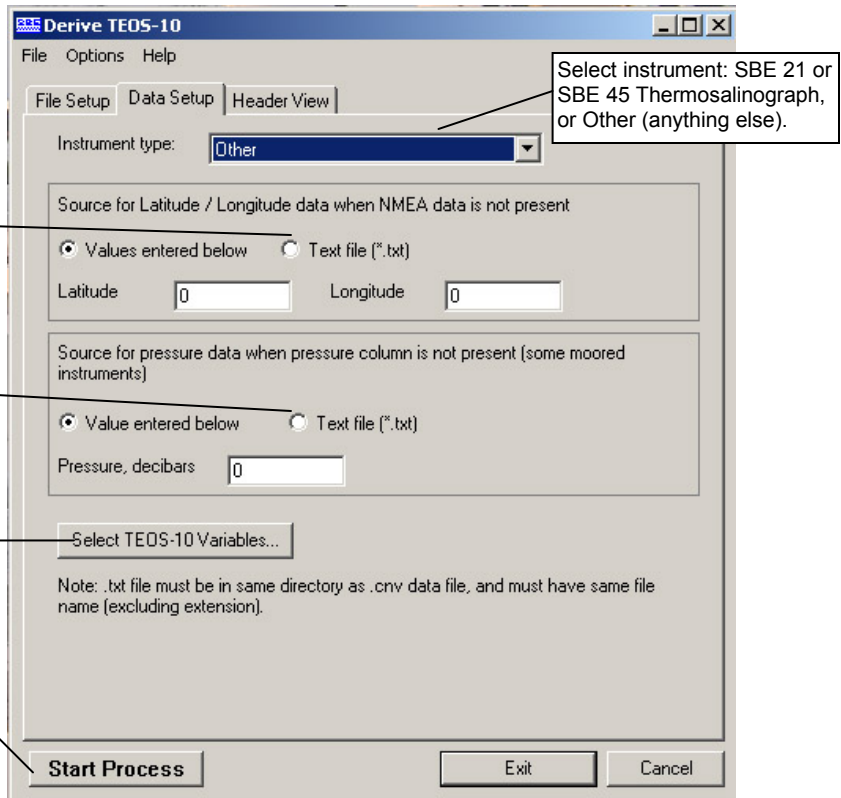 SBE Derive TEOS-10
File Options Help
Select instrument: SBE 21 or
SBE 45 Thermosalinograph,
or Other (anything else).
File Setup Data Setup Header View
Instrument type: Other
Source for Latitude / Longitude data when NMEA data is not present
Values entered below Text file (*.txt)
Latitude 0 Longitude 0
Source for pressure data when pressure column is not present (some moored
instruments)
Value entered below Text file (*.txt)
Pressure, decibars 0
Select TEOS-10 Variables...
Note: .txt file must be in same directory as .cnv data file, and must have same file
name (excluding extension).
Start Process Exit Cancel